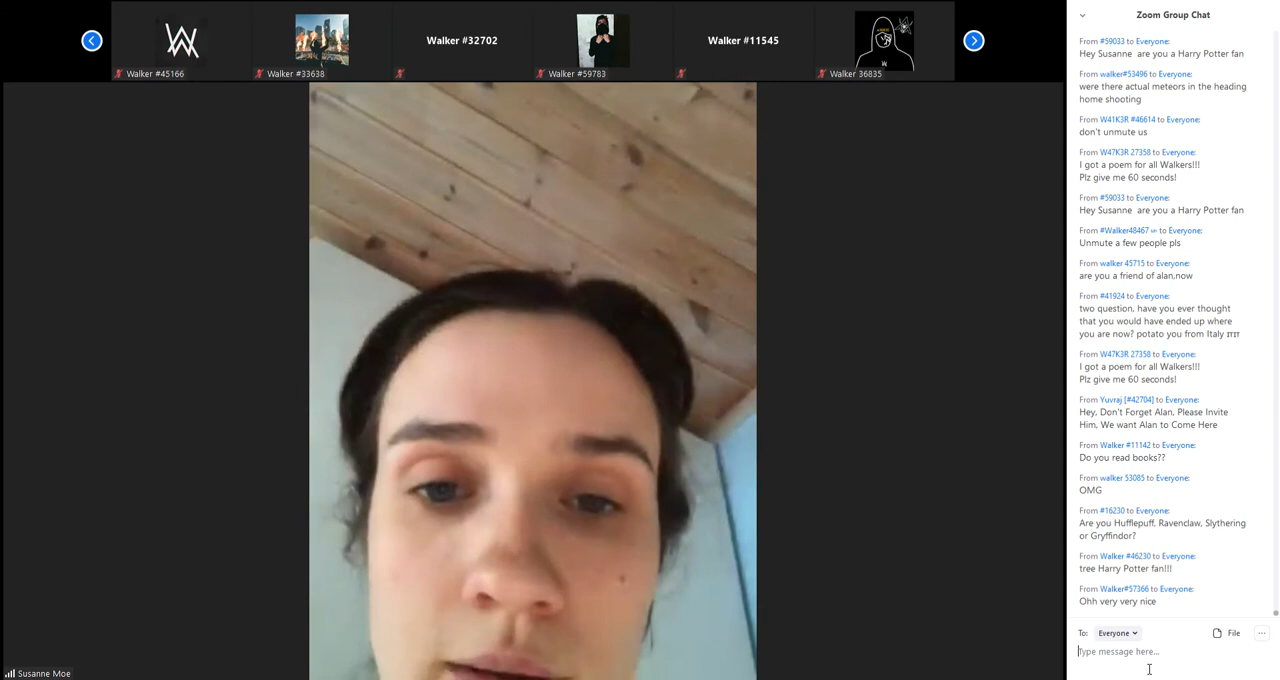 Walker #32702
Walker #11545
Walker #45166
Walker #33638
Walker #59783
Walker 36835
Susanne Moe
Zoom Group Chat
From #59033 to Everyone:
Hey Susanne are you a Harry Potter fan
From walker#53496 to Everyone:
were there actual meteors in the heading
home shooting
From W41K3R #46614 to Everyone:
don't unmute us
From W47K3R 27358 to Everyone:
I got a poem for all Walkers!!!
Plz give me 60 seconds!
From #59033 to Everyone:
Hey Susanne are you a Harry Potter fan
From #Walker48467 to Everyone:
Unmute a few people pls
From walker 45715 to Everyone:
are you a friend of alan,now
From #41924 to Everyone:
two question, have you ever thought
that you would have ended up where
you are now? potato you from Italy
From W47K3R 27358 to Everyone:
I got a poem for all Walkers!!!
Plz give me 60 seconds!
From Yuvraj [#42704] to Everyone:
Hey, Don't Forget Alan, Please Invite
Him, We want Alan to Come Here
From Walker #11142 to Everyone:
Do you read books??
From walker 53085 to Everyone:
OMG
From #16230 to Everyone:
Are you Hufflepuff, Ravenclaw, Slythering
or Gryffindor?
From Walker #46230 to Everyone:
tree Harry Potter fan!!!
From Walker#57366 to Everyone:
Ohh very very nice
To: Everyone
File
Type message here...